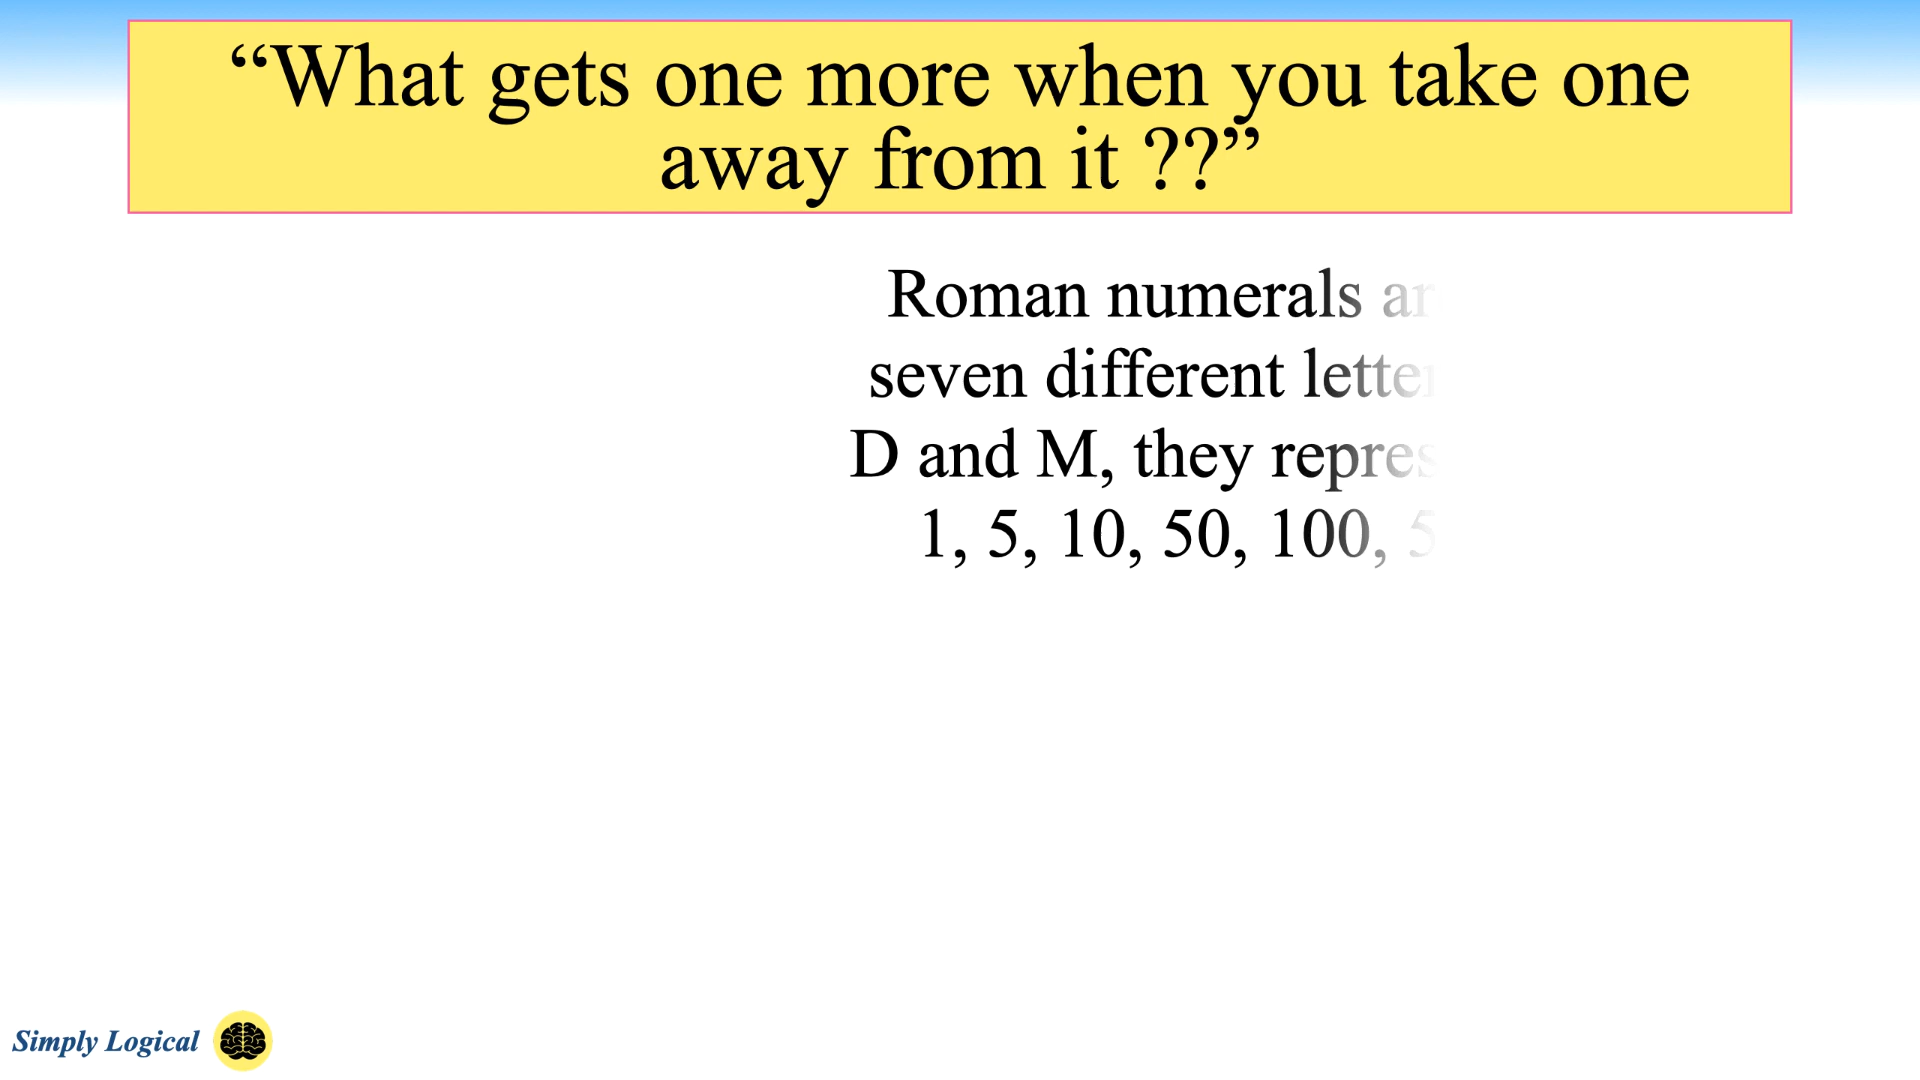 “What gets one more when you take one
away from it ??”
Roman numerals
seven different
D and M, they
1, 5, 10, 50, 100,
Simply Logical